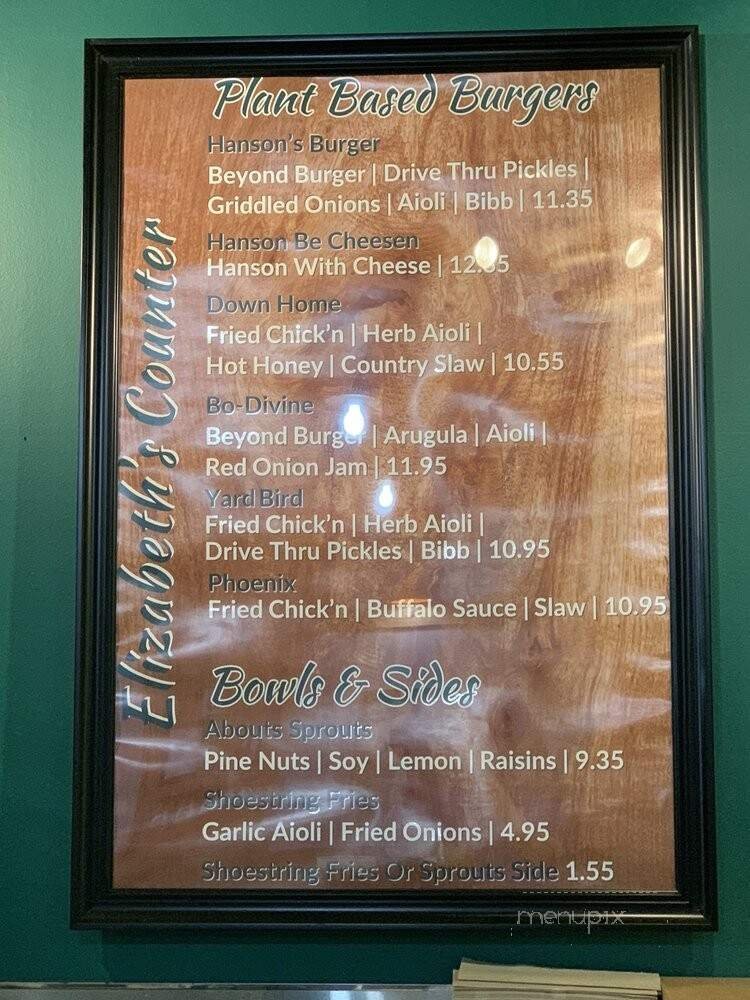 Plant Based Burgers
Hanson's Burger
Beyond Burger | Drive Thru Pickles |
Griddled Onions | Aioli | Bibb | 11.35
Hanson Be Cheesen
Hanson With Cheese |
Down Home
Fried Chick'n | Herb Aioli |
Hot Honey | Country Slaw | 10.55
Bo-Divine
Beyond Burger | Arugula | Aioli |
Red Onion Jam | 11.95
Yard Bird
Fried Chick'n | Herb Aioli |
Drive Thru Pickles | Bibb | 10.95
Phoenix
Fried Chick'n | Buffalo Sauce | Slaw | 10.95
Elizabeth's Counter
Bowls & Sides
Abouts Sprouts
Pine Nuts | Soy | Lemon | Raisins | 9.35
Shoestring Fries
Garlic Aioli | Fried Onions | 4.95
Shoestring Fries Or Sprouts Side 1.55
menupix